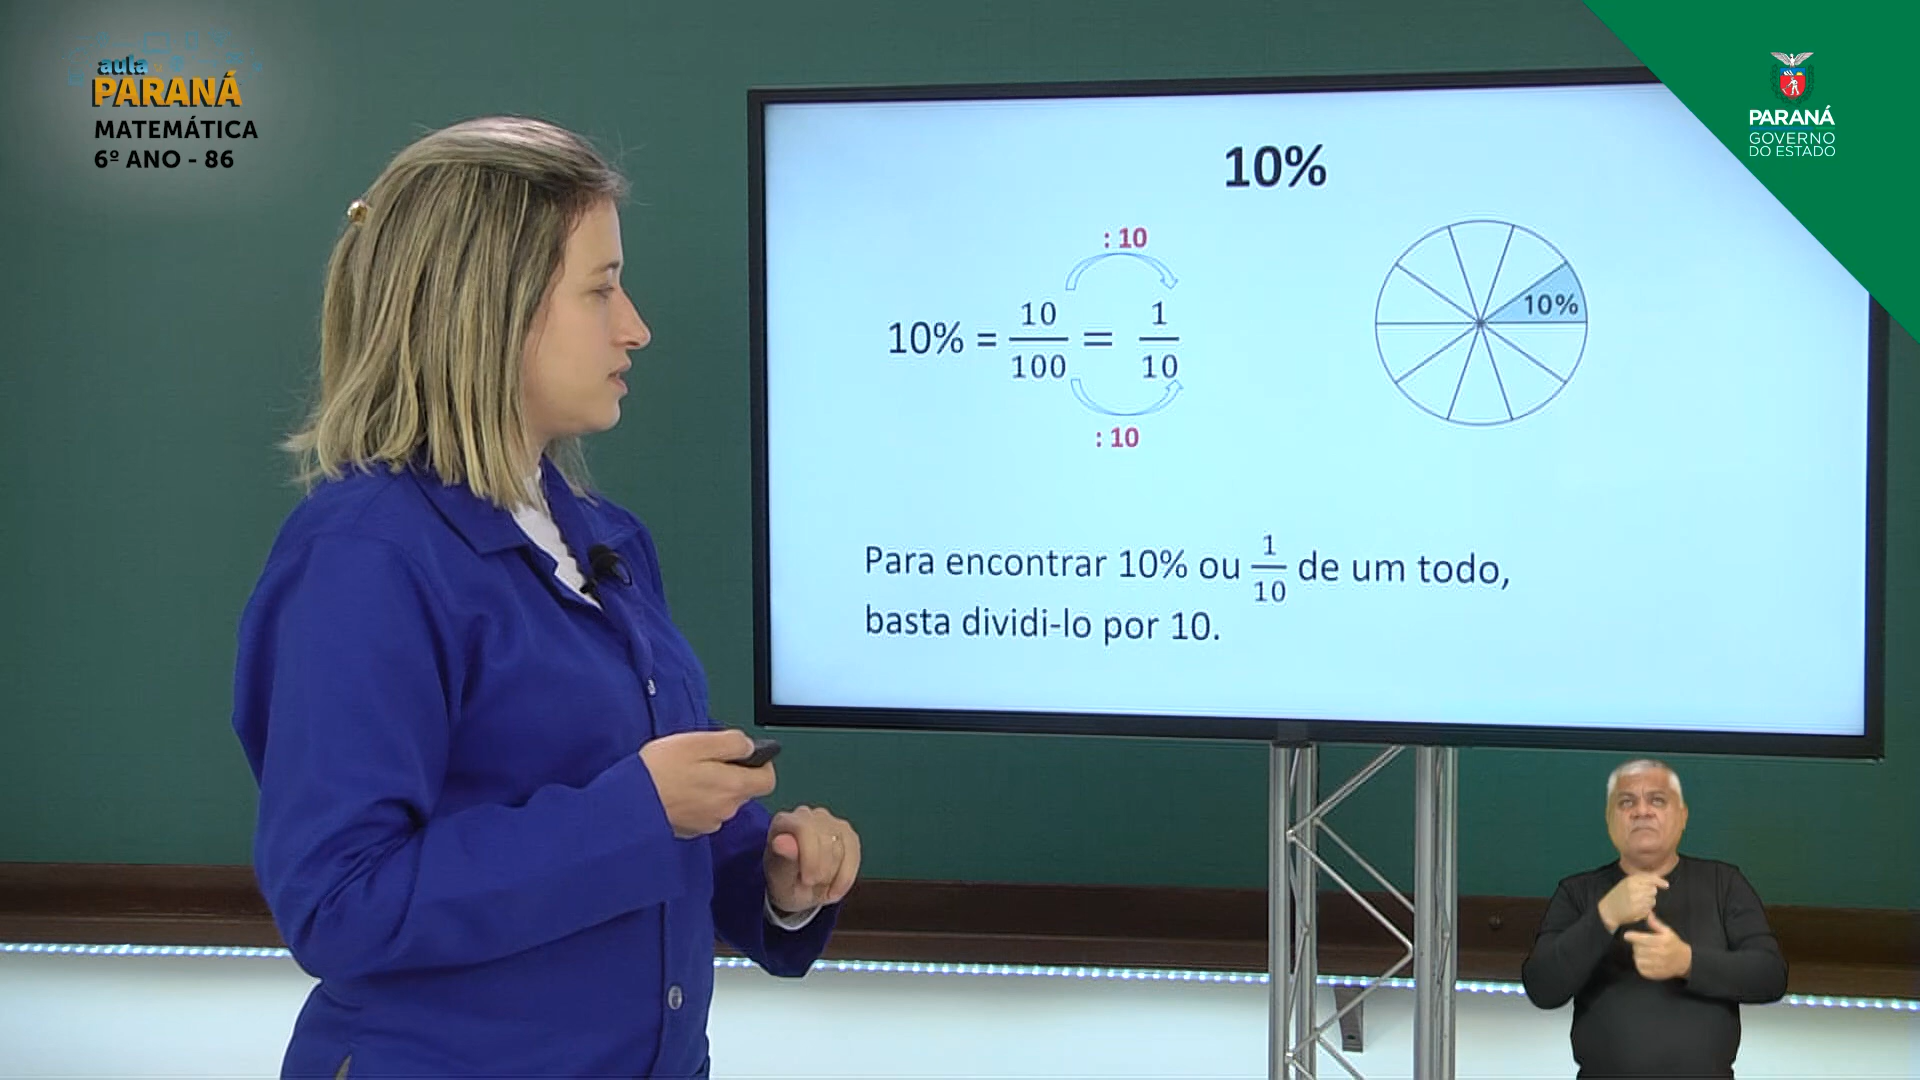 aula
PARANÁ
MATEMÁTICA
6º ANO - 86
PARANÁ
GOVERNO
DO ESTADO
10%
: 10
10% = 10/100 = 1/10
: 10
10%
Para encontrar 10% ou 1/10 de um todo,
basta dividi-lo por 10.